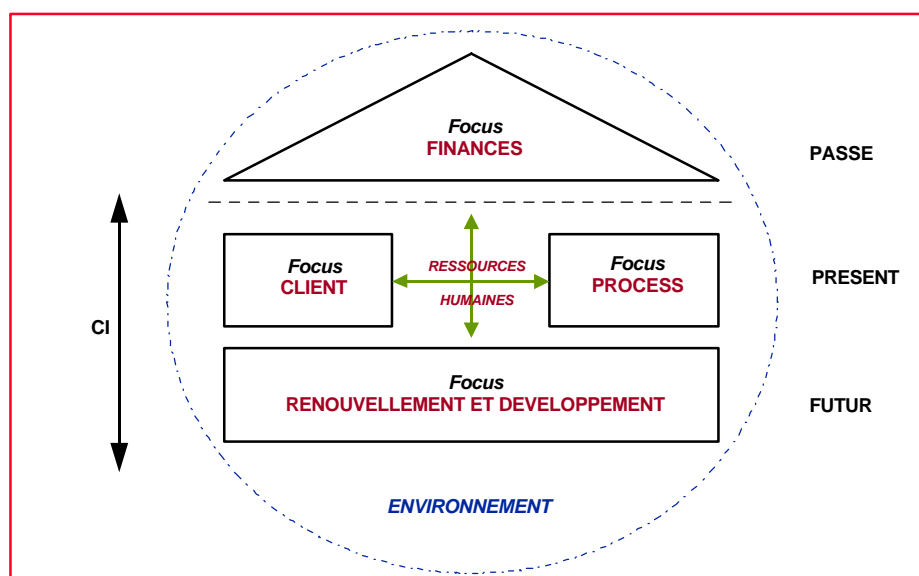 Focus
FINANCES
PASSE
Focus
CLIENT
RESSOURCES
HUMAINES
Focus
PROCESS
PRESENT
CI
Focus
RENOUVELLEMENT ET DEVELOPPEMENT
FUTUR
ENVIRONNEMENT